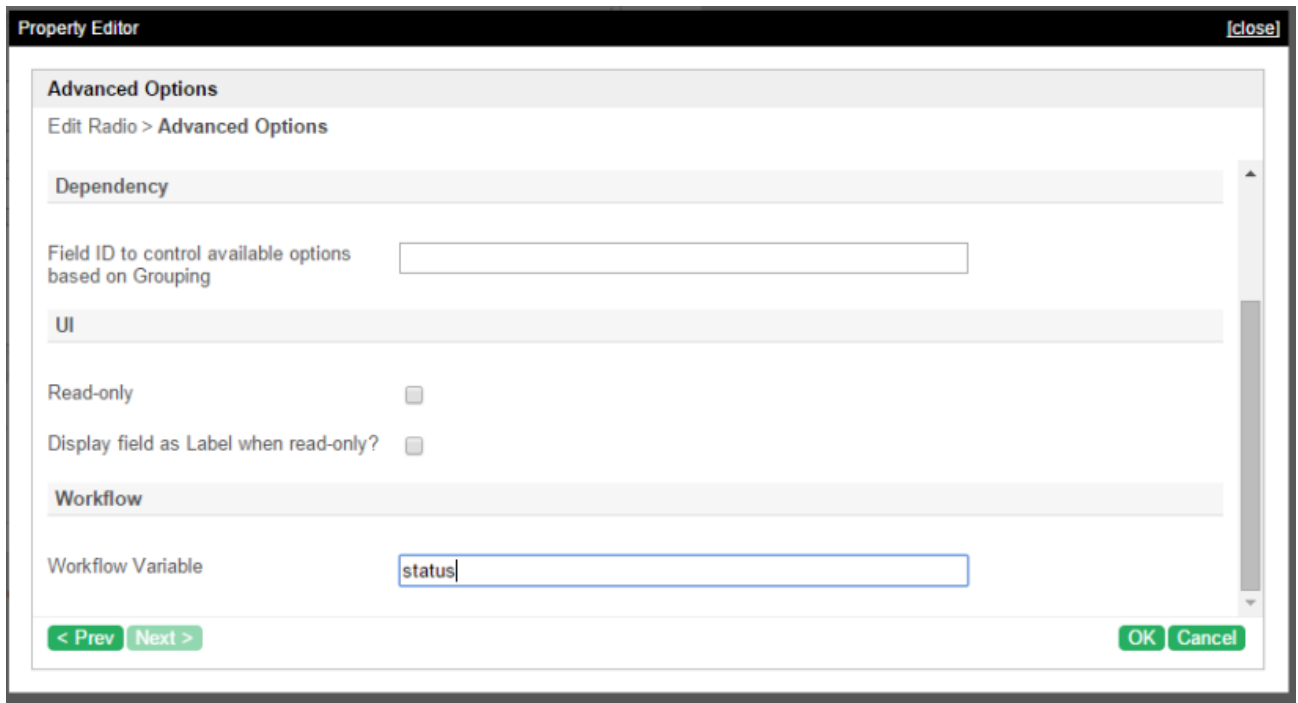 Property Editor [close]
Advanced Options
Edit Radio > Advanced Options
Dependency
Field ID to control available options
based on Grouping
UI
Read-only
Display field as Label when read-only?
Workflow
Workflow Variable status
< Prev Next > OK Cancel